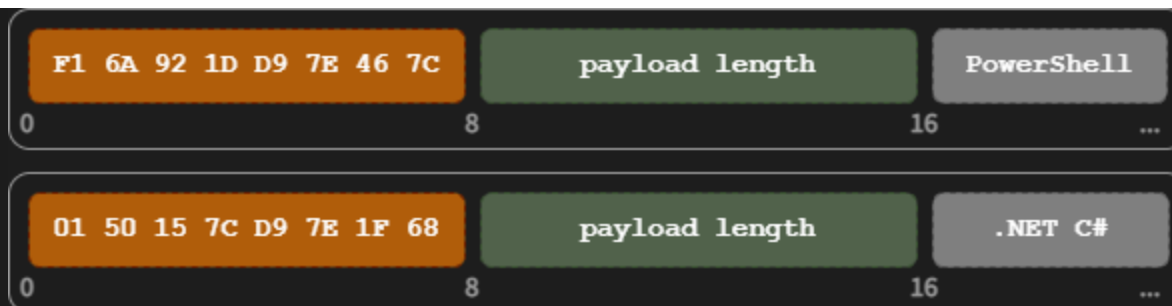 F1 6A 92 1D D9 7E 46 7C payload length PowerShell
0 8 16 ...
01 50 15 7C D9 7E 1F 68 payload length .NET C#
0 8 16 ...